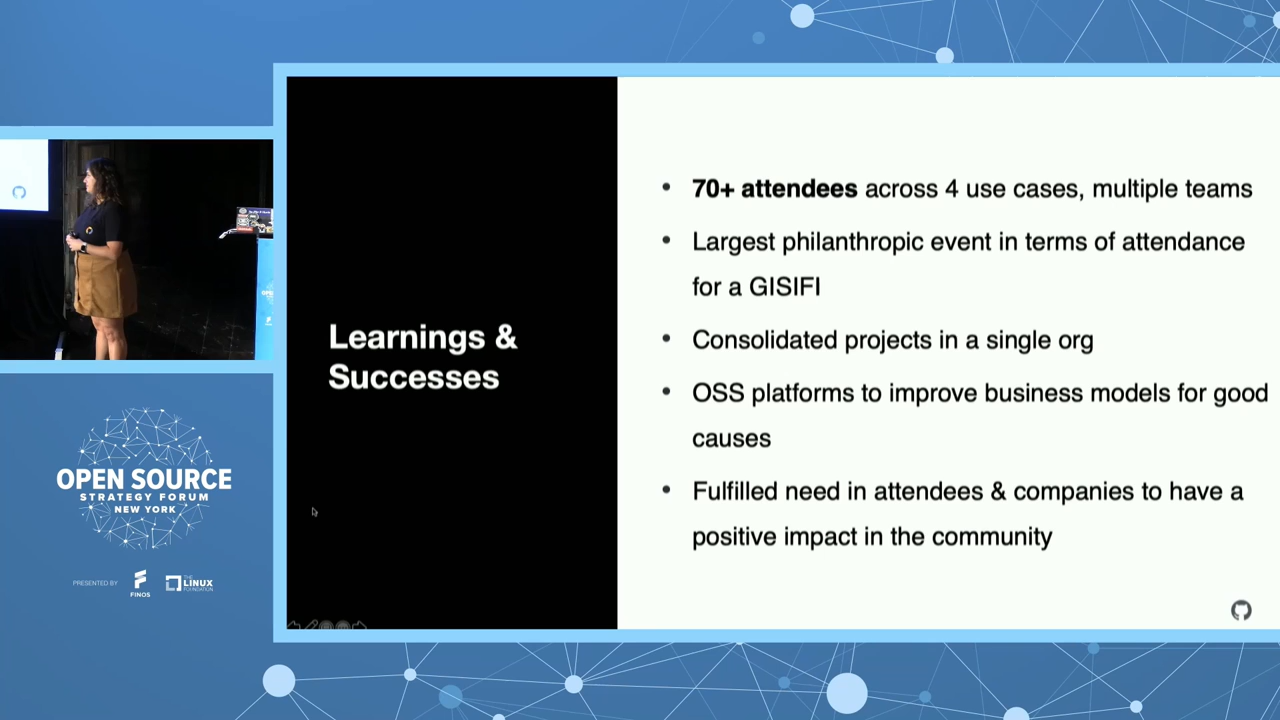 Learnings &
Successes
• 70+ attendees across 4 use cases, multiple teams
• Largest philanthropic event in terms of attendance
for a GISIFI
• Consolidated projects in a single org
• OSS platforms to improve business models for good
causes
• Fulfilled need in attendees & companies to have a
positive impact in the community
OPEN SOURCE
STRATEGY FORUM
NEW YORK
PRESENTED BY
FINOS
THE
LINUX
FOUNDATION